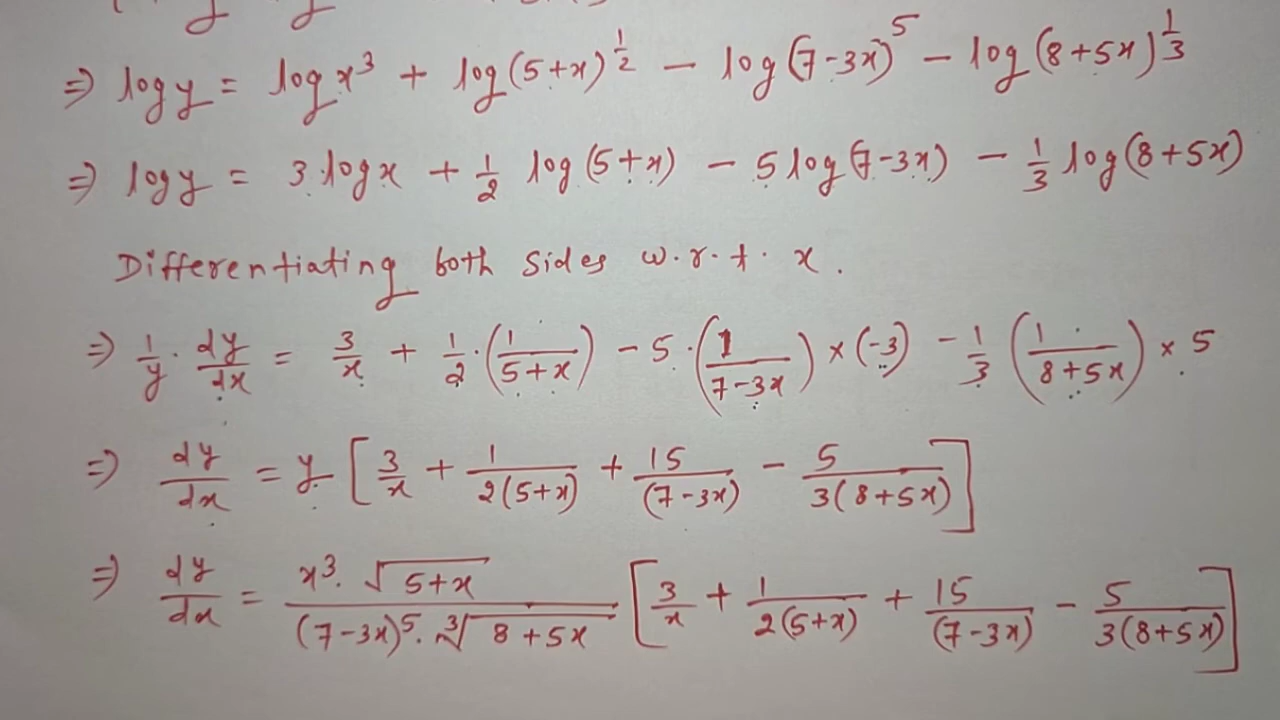 ⇒ log y = log x³ + log (5+x)^{1/2} − log (7−3x)^5 − log (8+5x)^{1/3}
⇒ log y = 3·log x + 1/2 log (5+x) − 5 log (7−3x) − 1/3 log (8+5x)
Differentiating both sides w.r.t. x.
⇒ 1/y · dy/dx = 3/x + 1/2 · (1/(5+x)) − 5 · (1/(7−3x)) × (−3) − 1/3 (1/(8+5x)) × 5
⇒ dy/dx = y [3/x + 1/(2(5+x)) + 15/(7−3x) − 5/(3(8+5x))]
⇒ dy/dx = (x³·√(5+x))/((7−3x)^5·∛(8+5x)) [3/x + 1/(2(5+x)) + 15/(7−3x) − 5/(3(8+5x))]